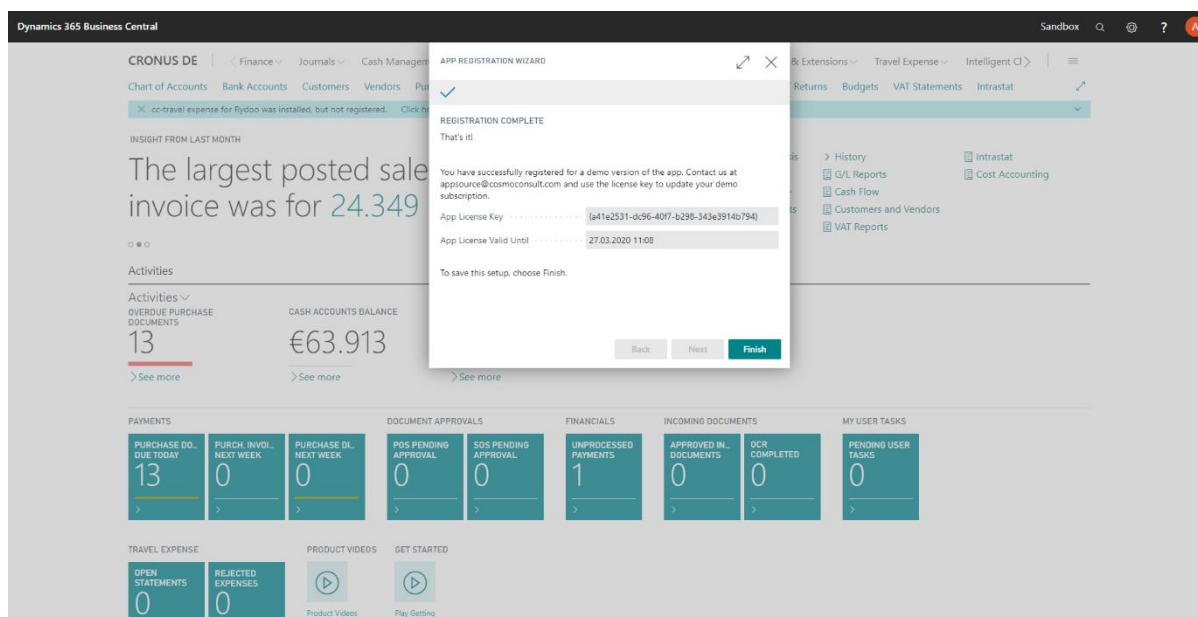 Dynamics 365 Business Central
Sandbox
?
CRONUS DE
Finance
Journals
Cash Managem
& Extensions
Travel Expense
Intelligent Cl
Chart of Accounts
Bank Accounts
Customers
Vendors
Pu
Returns
Budgets
VAT Statements
Intrastat
cc-travel expense for Rydoo was installed, but not registered. Click h
INSIGHT FROM LAST MONTH
The largest posted sale
invoice was for 24.349
APP REGISTRATION WIZARD
REGISTRATION COMPLETE
That's it!
You have successfully registered for a demo version of the app. Contact us at
appsource@cosmoconsult.com and use the license key to update your demo
subscription.
App License Key
{a41e2531-dc96-40f7-b298-343e3914b794}
App License Valid Until
27.03.2020 11:08
To save this setup, choose Finish.
Back
Next
Finish
> History
G/L Reports
Cash Flow
Customers and Vendors
VAT Reports
Intrastat
Cost Accounting
Activities
Activities
OVERDUE PURCHASE
DOCUMENTS
13
>See more
CASH ACCOUNTS BALANCE
€63.913
>See more
>See more
PAYMENTS
PURCHASE DO...
DUE TODAY
13
PURCH. INVOI...
NEXT WEEK
0
PURCHASE DI...
NEXT WEEK
0
DOCUMENT APPROVALS
POS PENDING
APPROVAL
0
SOS PENDING
APPROVAL
0
FINANCIALS
UNPROCESSED
PAYMENTS
1
INCOMING DOCUMENTS
APPROVED IN...
DOCUMENTS
0
OCR
COMPLETED
0
MY USER TASKS
PENDING USER
TASKS
0
TRAVEL EXPENSE
OPEN
STATEMENTS
0
REJECTED
EXPENSES
0
PRODUCT VIDEOS
Product Videos
GET STARTED
Play Getting